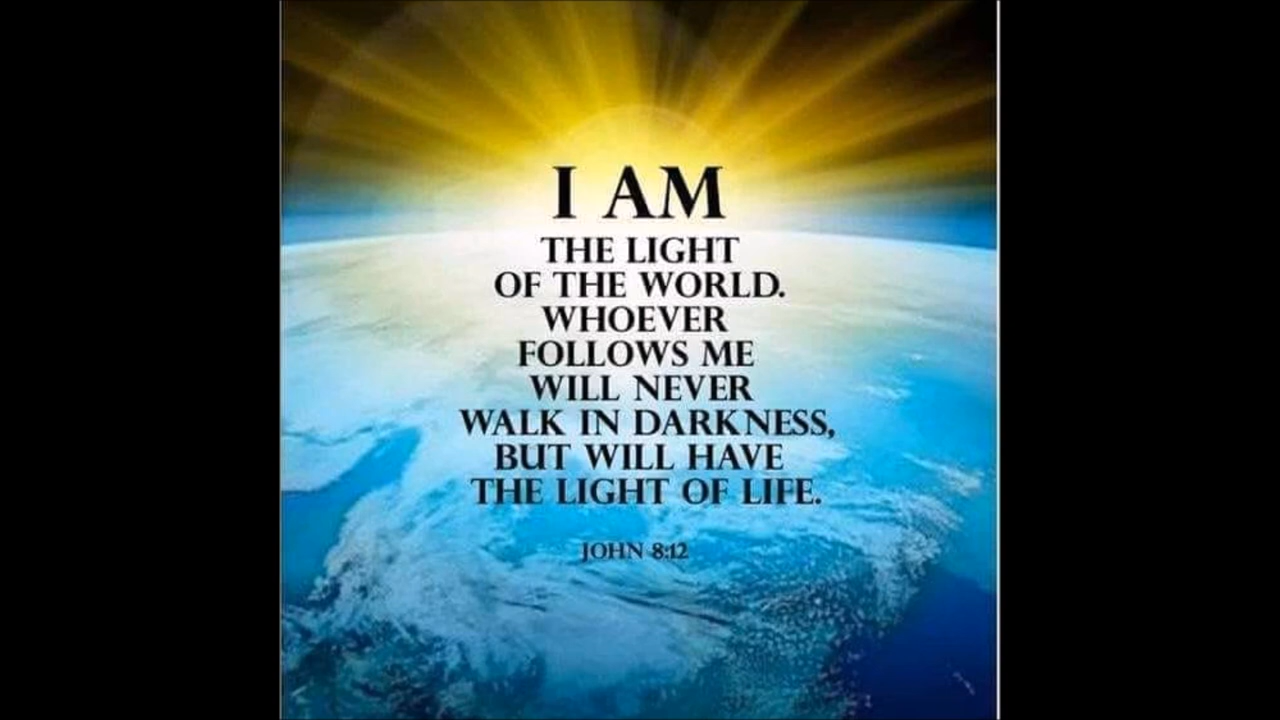 I AM
THE LIGHT
OF THE WORLD.
WHOEVER
FOLLOWS ME
WILL NEVER
WALK IN DARKNESS,
BUT WILL HAVE
THE LIGHT OF LIFE.
JOHN 8:12